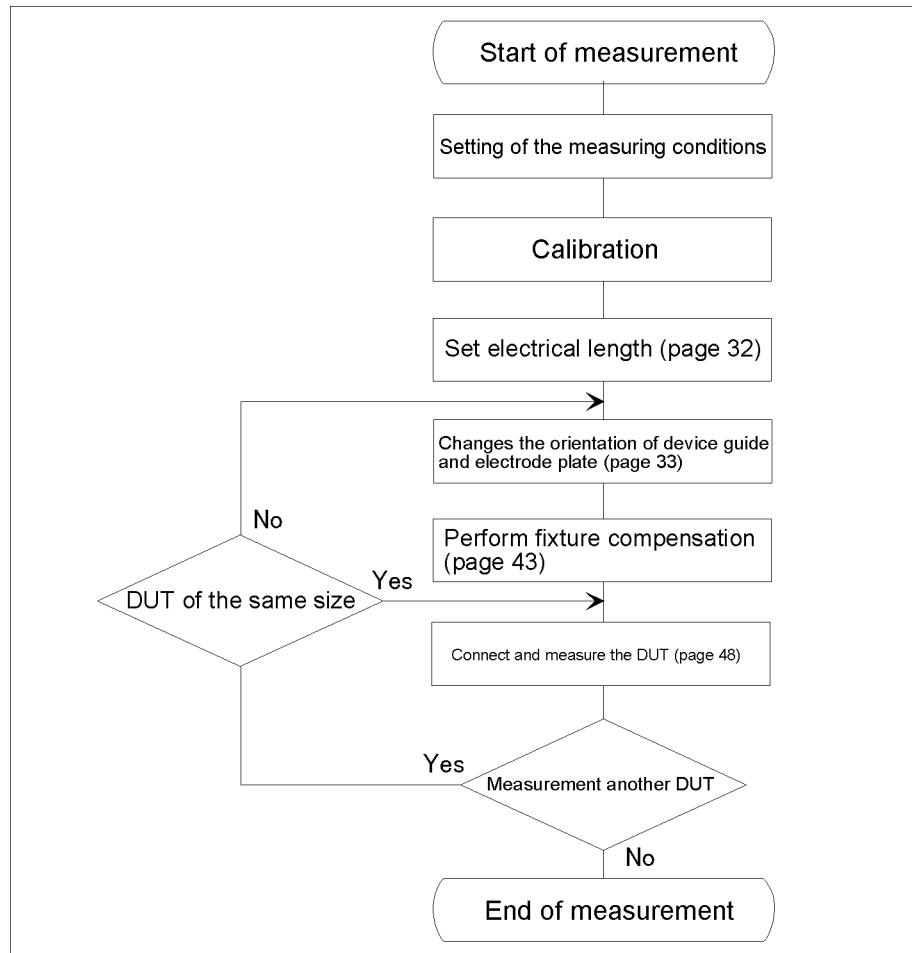 Start of measurement
Setting of the measuring conditions
Calibration
Set electrical length (page 32)
Changes the orientation of device guide
and electrode plate (page 33)
No
Perform fixture compensation
(page 43)
Yes
DUT of the same size
Connect and measure the DUT (page 48)
Yes
Measurement another DUT
No
End of measurement